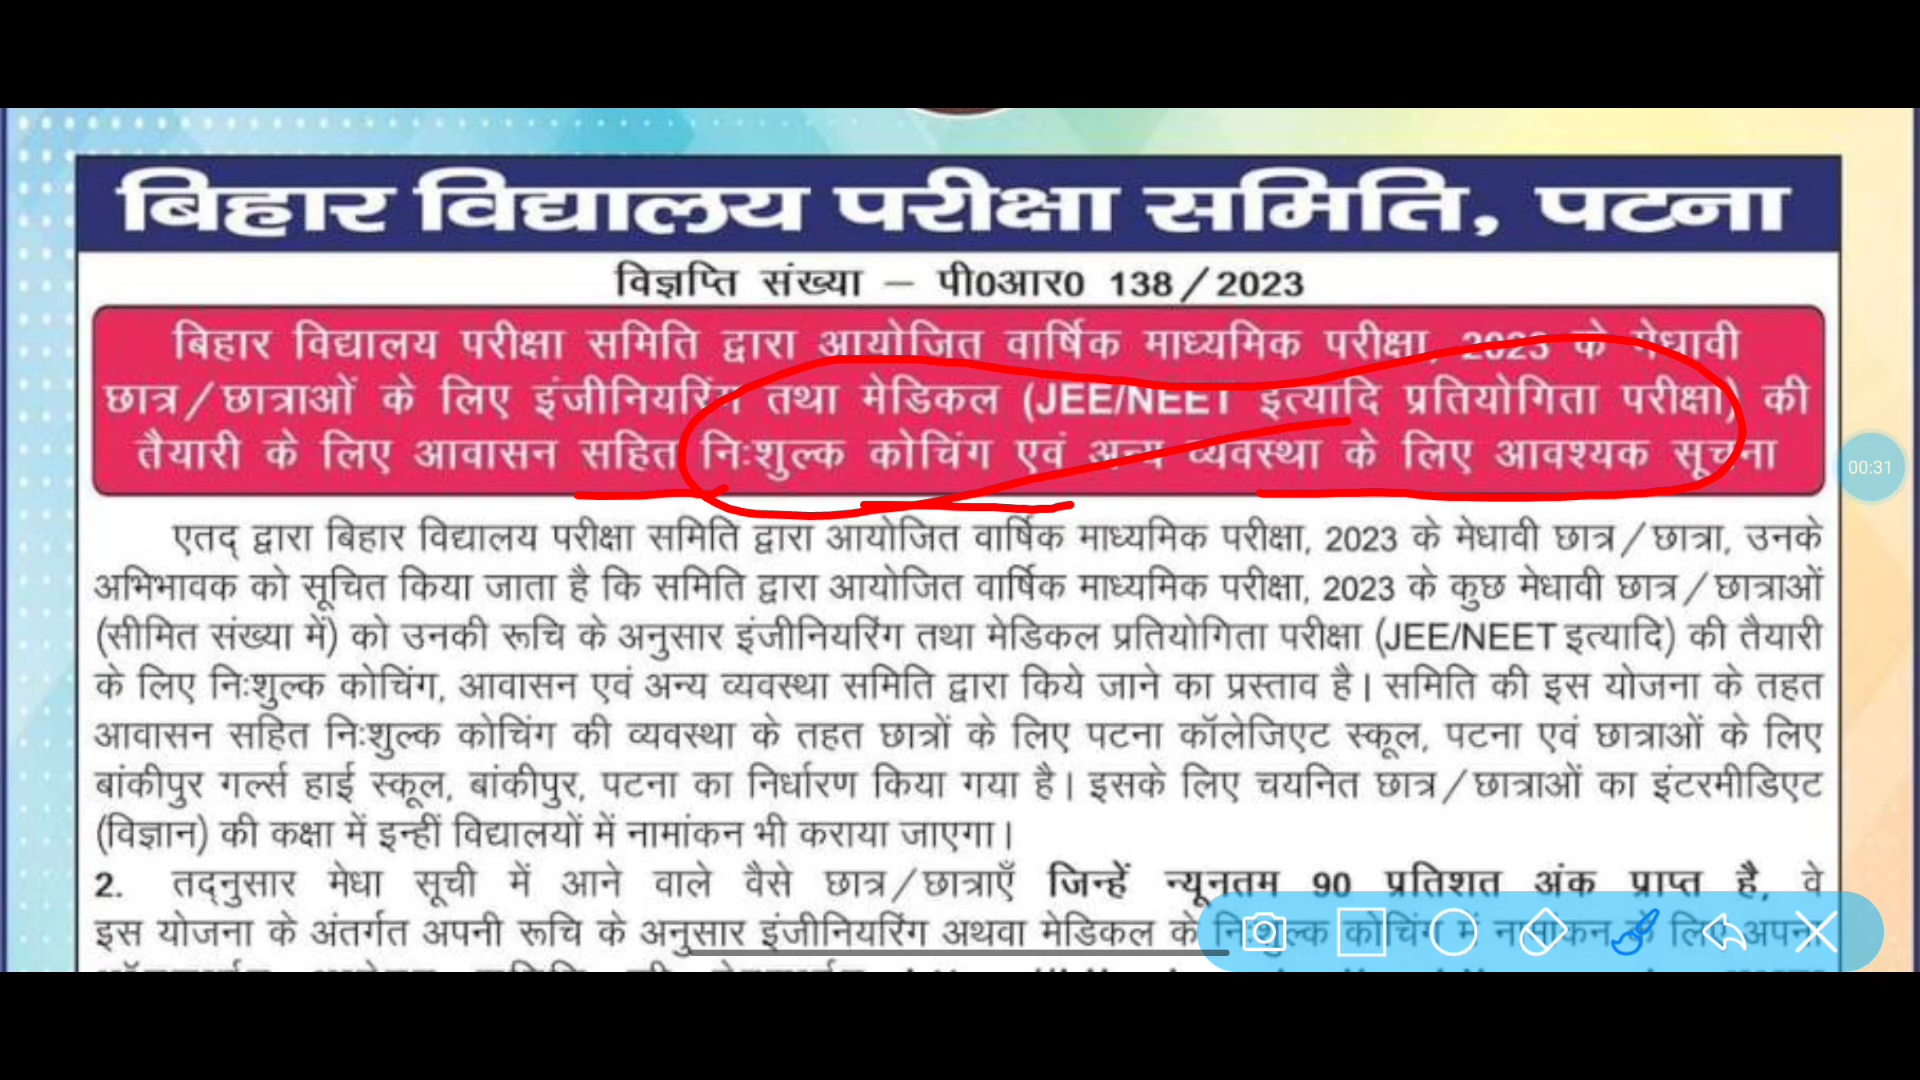 बिहार विद्यालय परीक्षा समिति, पटना
विज्ञप्ति संख्या – पी0आर0 138/2023
बिहार विद्यालय परीक्षा समिति द्वारा आयोजित वार्षिक माध्यमिक परीक्षा, 2023 के मेधावी
छात्र/छात्राओं के लिए इंजीनियरिंग तथा मेडिकल (JEE/NEET इत्यादि प्रतियोगिता परीक्षा) की
तैयारी के लिए आवासन सहित निःशुल्क कोचिंग एवं अन्य व्यवस्था के लिए आवश्यक सूचना
00:31
एतद् द्वारा बिहार विद्यालय परीक्षा समिति द्वारा आयोजित वार्षिक माध्यमिक परीक्षा, 2023 के मेधावी छात्र/छात्रा, उनके
अभिभावक को सूचित किया जाता है कि समिति द्वारा आयोजित वार्षिक माध्यमिक परीक्षा, 2023 के कुछ मेधावी छात्र/छात्राओं
(सीमित संख्या में) को उनकी रूचि के अनुसार इंजीनियरिंग तथा मेडिकल प्रतियोगिता परीक्षा (JEE/NEET इत्यादि) की तैयारी
के लिए निःशुल्क कोचिंग, आवासन एवं अन्य व्यवस्था समिति द्वारा किये जाने का प्रस्ताव है। समिति की इस योजना के तहत
आवासन सहित निःशुल्क कोचिंग की व्यवस्था के तहत छात्रों के लिए पटना कॉलेजिएट स्कूल, पटना एवं छात्राओं के लिए
बांकीपुर गर्ल्स हाई स्कूल, बांकीपुर, पटना का निर्धारण किया गया है। इसके लिए चयनित छात्र/छात्राओं का इंटरमीडिएट
(विज्ञान) की कक्षा में इन्हीं विद्यालयों में नामांकन भी कराया जाएगा।
2. तद्नुसार मेधा सूची में आने वाले वैसे छात्र/छात्राएँ जिन्हें न्यूनतम 90 प्रतिशत अंक प्राप्त है, वे
इस योजना के अंतर्गत अपनी रूचि के अनुसार इंजीनियरिंग अथवा मेडिकल के निःशुल्क कोचिंग में नामांकन के लिए अपना